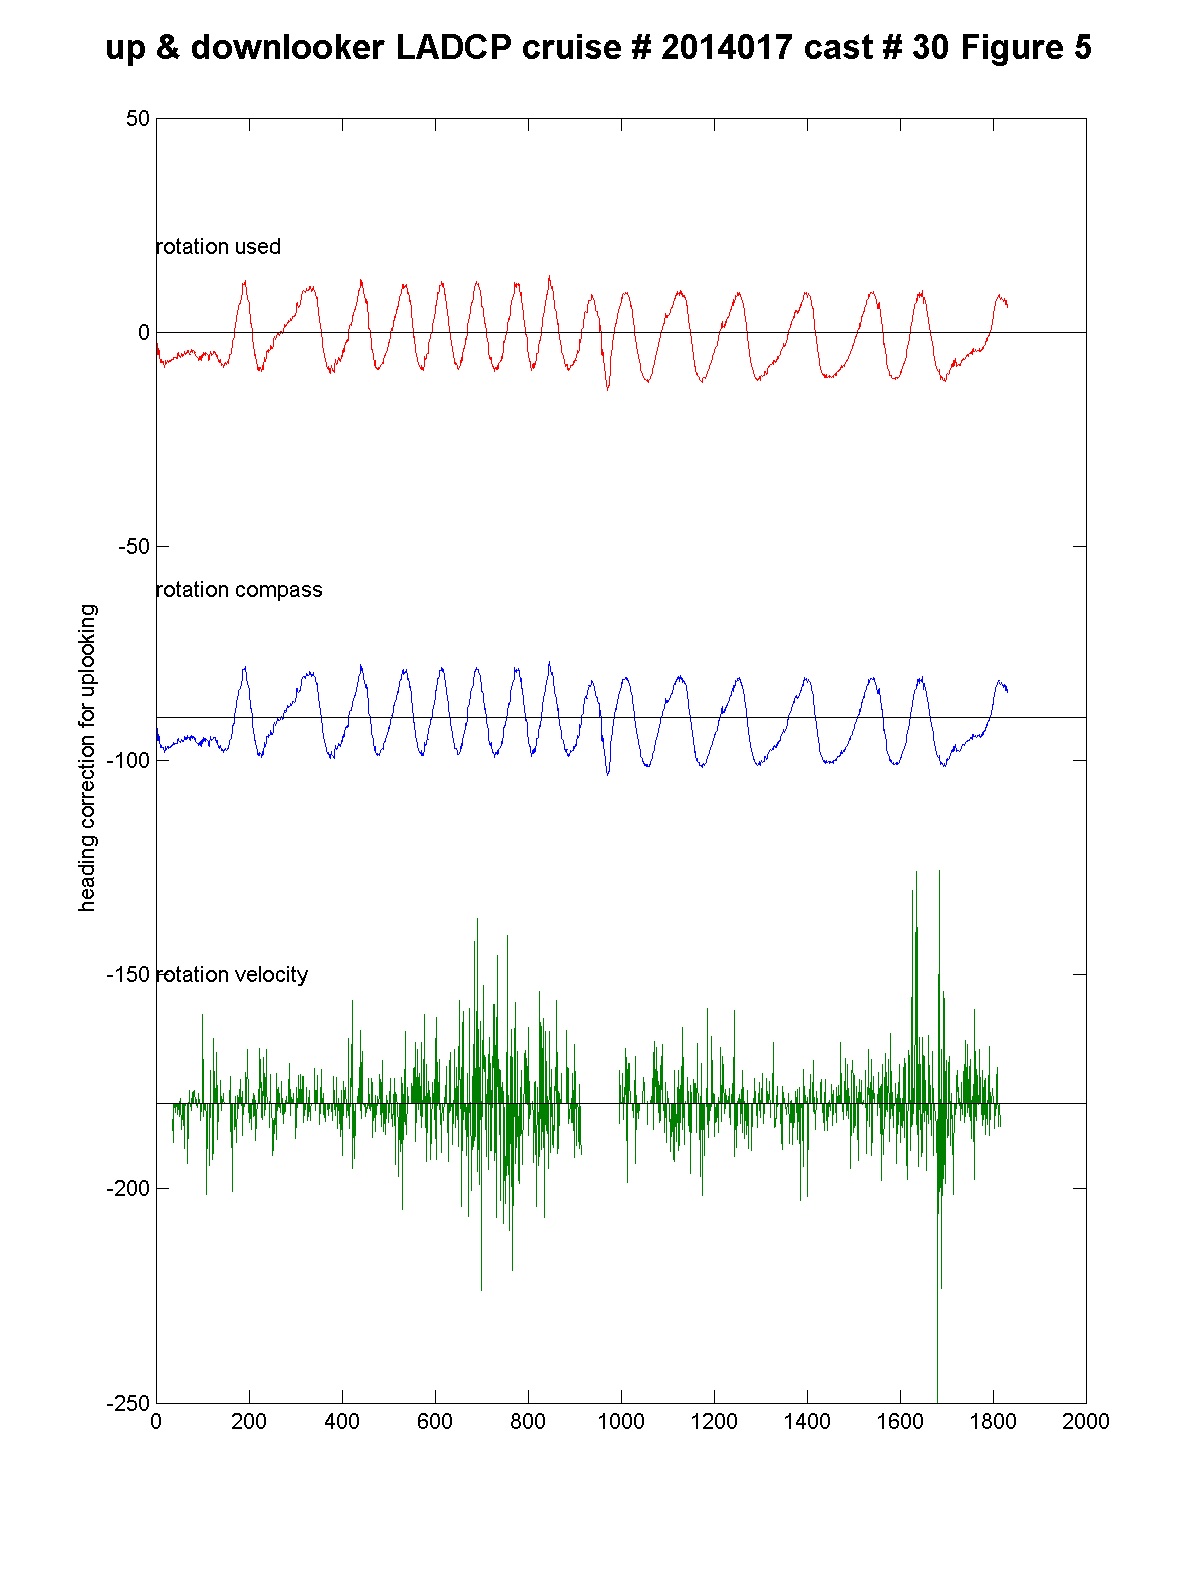 up & downlooker LADCP cruise # 2014017 cast # 30 Figure 5
50
rotation used
0
-50
rotation compass
heading correction for uplooking
-100
-150
rotation velocity
-200
-250
0 200 400 600 800 1000 1200 1400 1600 1800 2000